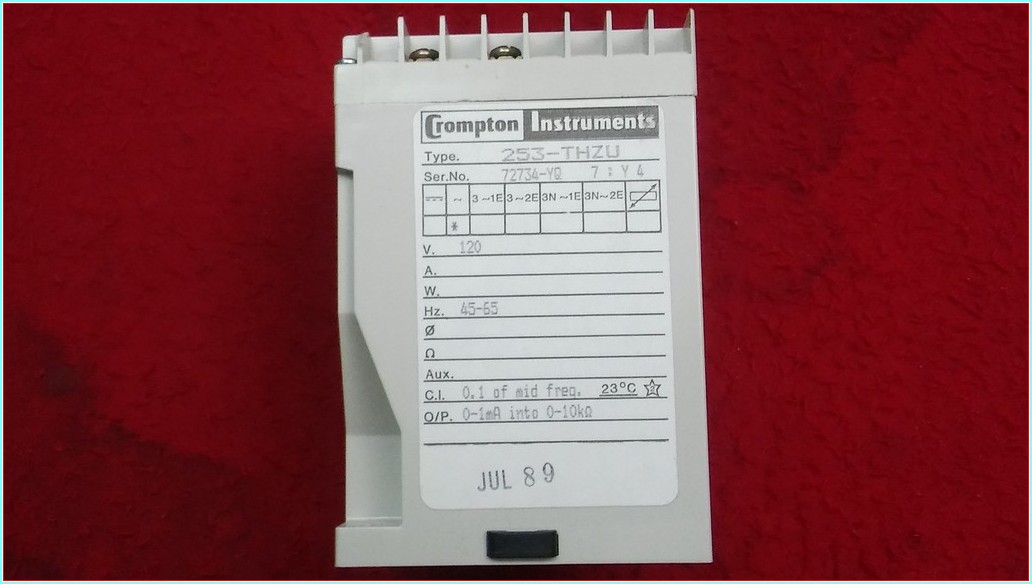 Crompton Instruments
Type. 253-THZU
Ser.No. 72734-YQ 7 : Y 4
~ 3~1E 3~2E 3N~1E 3N~2E
*
V. 120
A.
W.
Hz. 45-65
Ø
Ω
Aux.
C.I. 0.1 of mid freq. 23°C
O/P. 0-1mA into 0-10kΩ
JUL 89